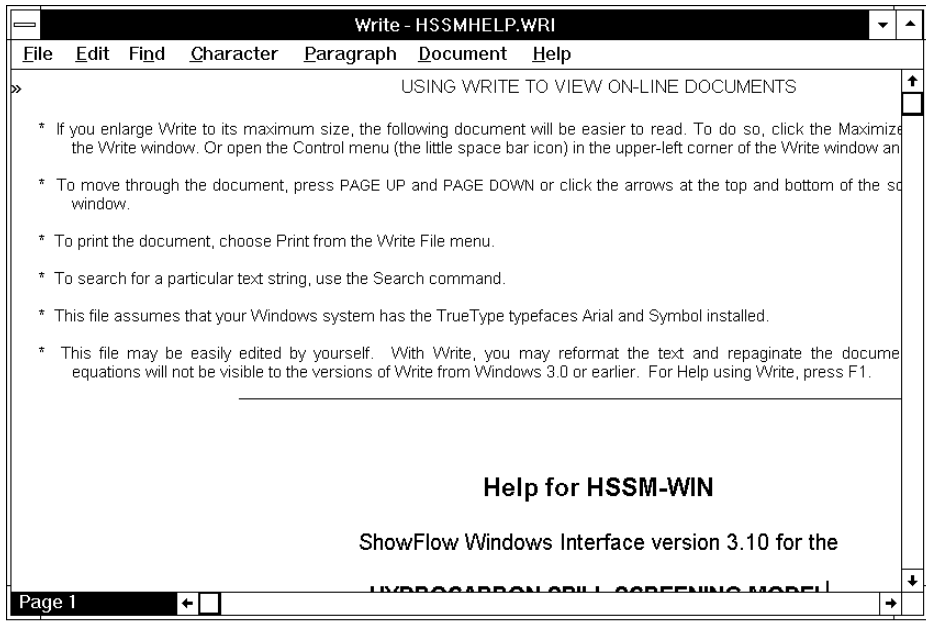 Write - HSSMHELP.WRI
File Edit Find Character Paragraph Document Help
» USING WRITE TO VIEW ON-LINE DOCUMENTS
* If you enlarge Write to its maximum size, the following document will be easier to read. To do so, click the Maximize
the Write window. Or open the Control menu (the little space bar icon) in the upper-left corner of the Write window an
* To move through the document, press PAGE UP and PAGE DOWN or click the arrows at the top and bottom of the sc
window.
* To print the document, choose Print from the Write File menu.
* To search for a particular text string, use the Search command.
* This file assumes that your Windows system has the TrueType typefaces Arial and Symbol installed.
* This file may be easily edited by yourself. With Write, you may reformat the text and repaginate the docume
equations will not be visible to the versions of Write from Windows 3.0 or earlier. For Help using Write, press F1.
Help for HSSM-WIN
ShowFlow Windows Interface version 3.10 for the
HYDROCARBON SPILL SCREENING MODEL
Page 1